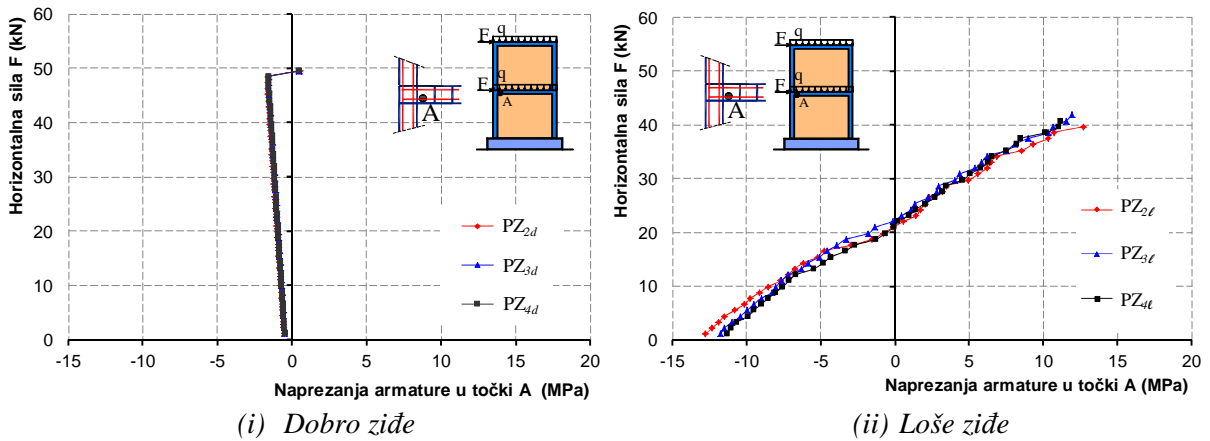 Horizontalna sila F (kN)
60
50
40
30
20
10
0
-15 -10 -5 0 5 10 15 20
Naprezanja armature u točki A (MPa)
A
F
q
F
q
A
PZ2d
PZ3d
PZ4d
(i) Dobro ziđe
Horizontalna sila F (kN)
60
50
40
30
20
10
0
-15 -10 -5 0 5 10 15 20
Naprezanja armature u točki A (MPa)
A
F
q
F
q
A
PZ2ℓ
PZ3ℓ
PZ4ℓ
(ii) Loše ziđe